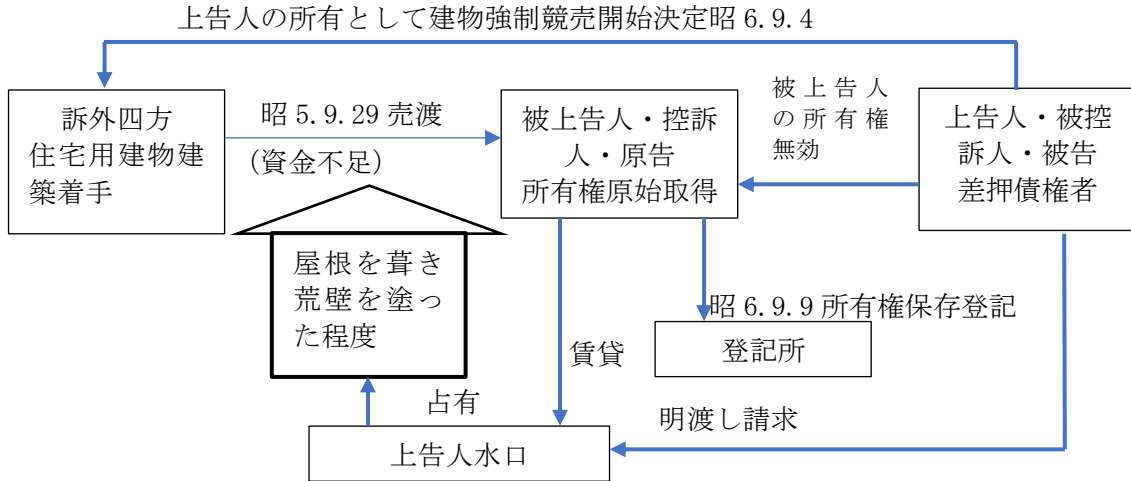 上告人の所有として建物強制競売開始決定昭 6.9.4
訴外四方
住宅用建物建
築着手
昭 5.9.29 売渡
(資金不足)
被上告人・控訴
人・原告
所有権原始取得
被上告人
の所有権
無効
上告人・被控
訴人・被告
差押債権者
屋根を葺き
荒壁を塗っ
た程度
昭 6.9.9 所有権保存登記
登記所
賃貸
占有
明渡し請求
上告人水口